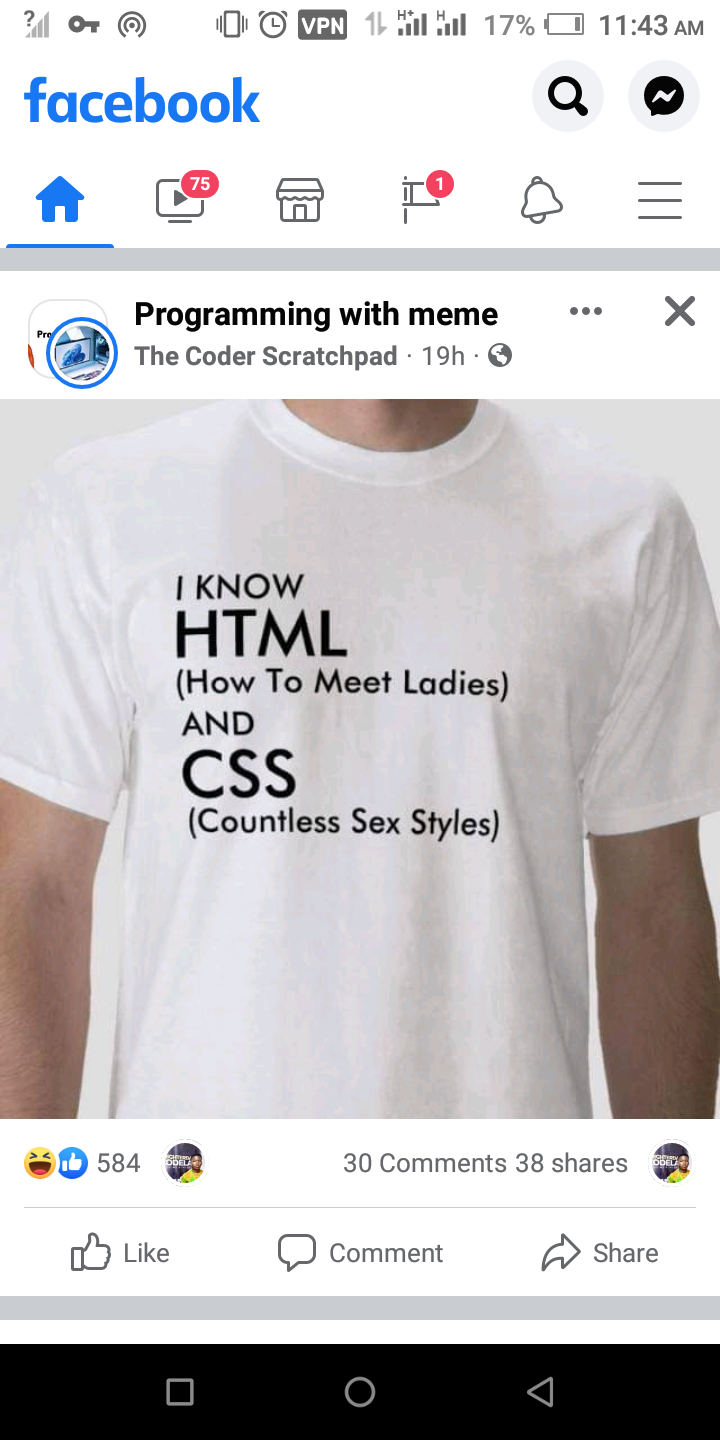 ? H+ H VPN 17% 11:43 AM
facebook
75 1
Programming with meme
The Coder Scratchpad · 19h ·
I KNOW
HTML
(How To Meet Ladies)
AND
CSS
(Countless Sex Styles)
584 30 Comments 38 shares
Like Comment Share